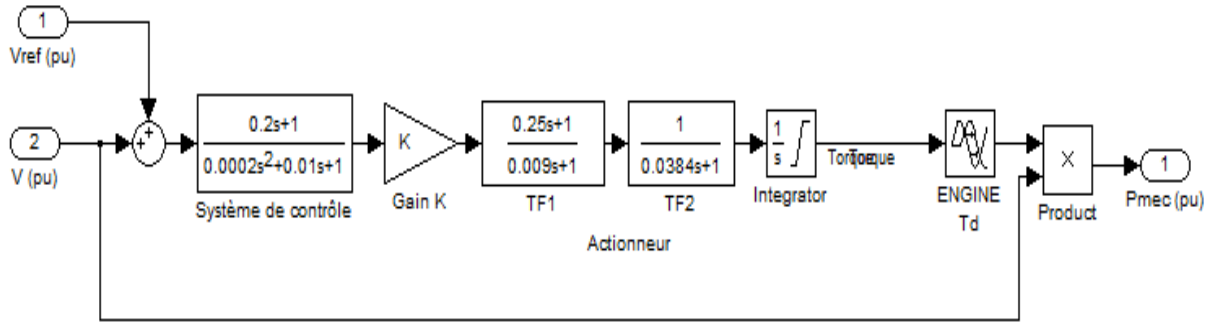 1
Vref (pu)
2
V (pu)
+
+
0.2s+1
0.0002s²+0.01s+1
Système de contrôle
K
Gain K
0.25s+1
0.009s+1
TF1
1
0.0384s+1
TF2
Actionneur
1
s
Integrator
Torque
Torque
ENGINE
Td
X
Product
1
Pmec (pu)